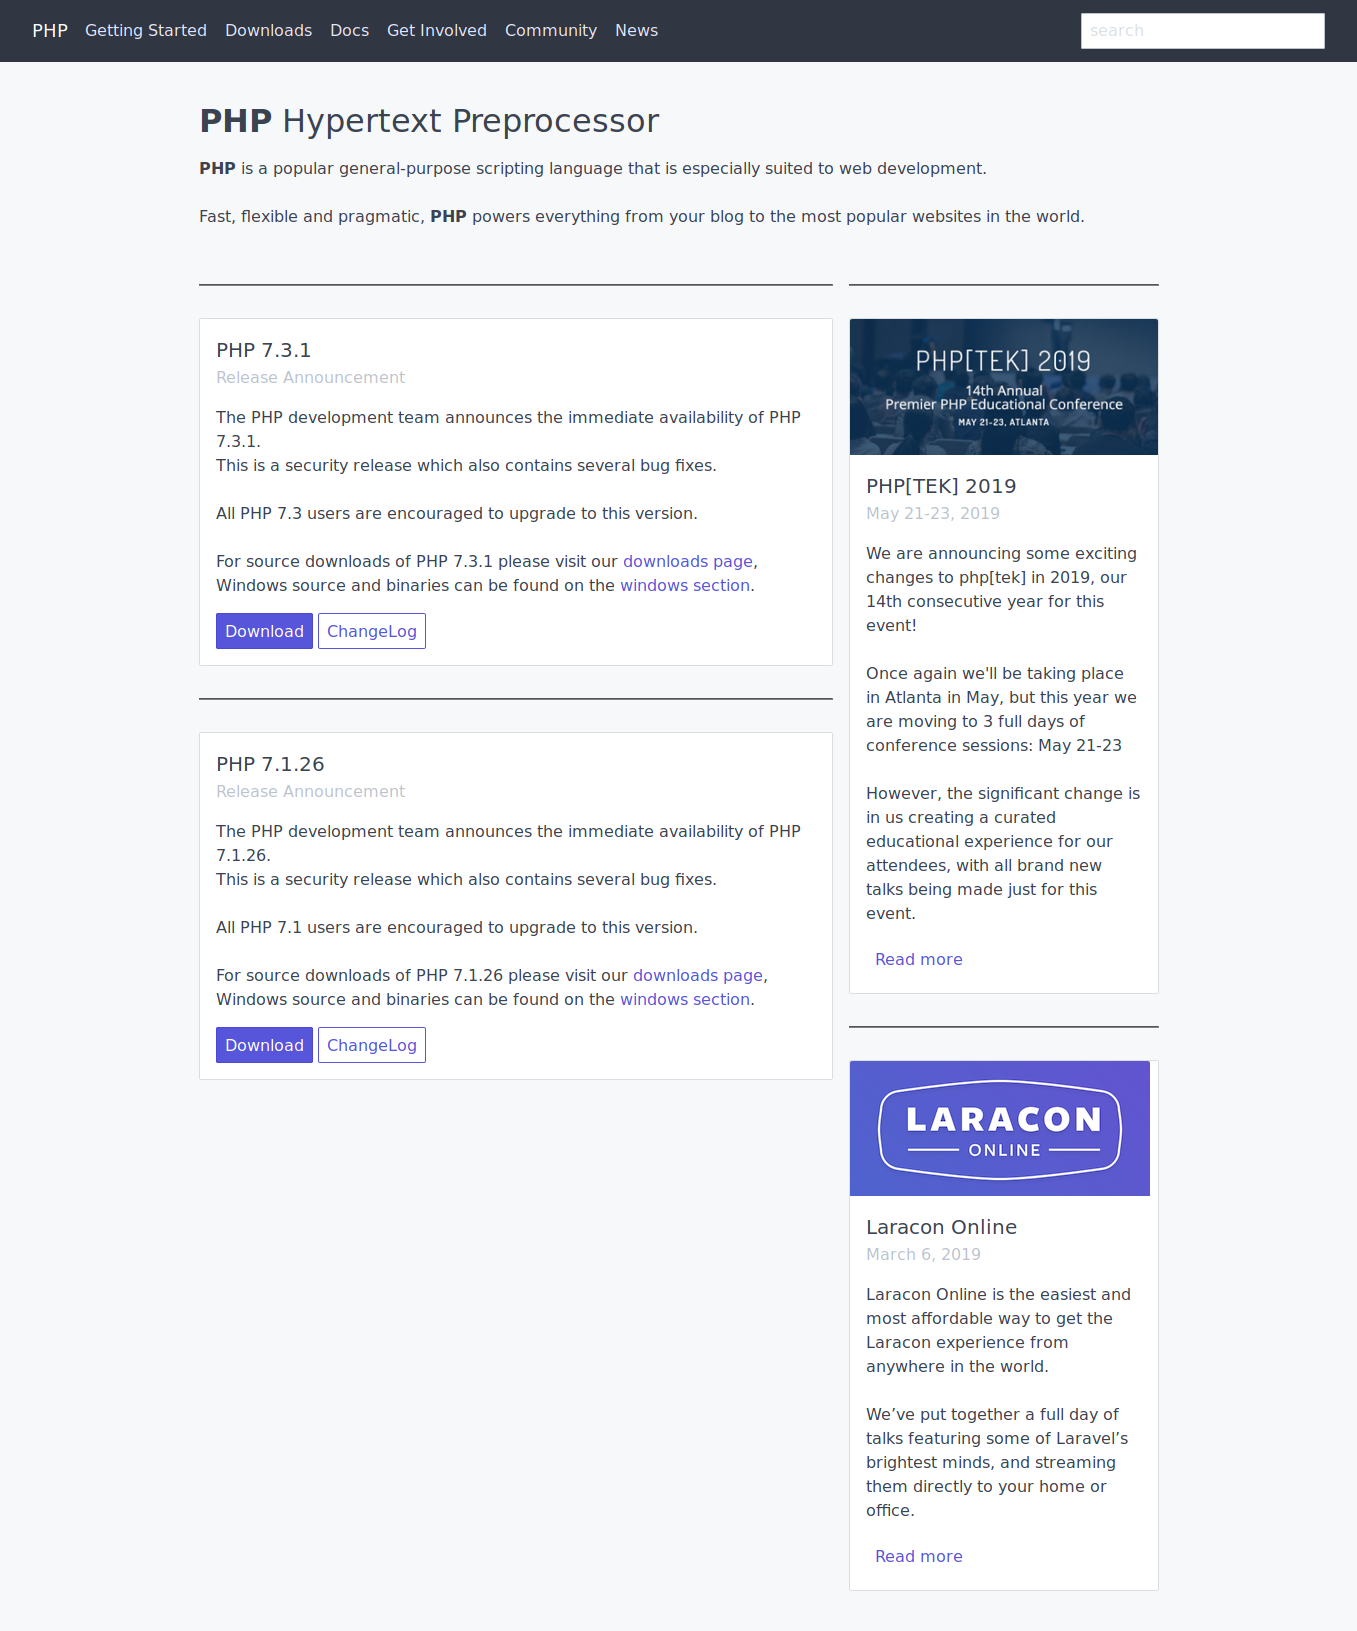 PHP Getting Started Downloads Docs Get Involved Community News search
PHP Hypertext Preprocessor
PHP is a popular general-purpose scripting language that is especially suited to web development.
Fast, flexible and pragmatic, PHP powers everything from your blog to the most popular websites in the world.
PHP 7.3.1
Release Announcement
The PHP development team announces the immediate availability of PHP
7.3.1.
This is a security release which also contains several bug fixes.
All PHP 7.3 users are encouraged to upgrade to this version.
For source downloads of PHP 7.3.1 please visit our downloads page,
Windows source and binaries can be found on the windows section.
Download ChangeLog
PHP 7.1.26
Release Announcement
The PHP development team announces the immediate availability of PHP
7.1.26.
This is a security release which also contains several bug fixes.
All PHP 7.1 users are encouraged to upgrade to this version.
For source downloads of PHP 7.1.26 please visit our downloads page,
Windows source and binaries can be found on the windows section.
Download ChangeLog
PHP[TEK] 2019
14th Annual
Premier PHP Educational Conference
MAY 21-23, ATLANTA
PHP[TEK] 2019
May 21-23, 2019
We are announcing some exciting
changes to php[tek] in 2019, our
14th consecutive year for this
event!
Once again we'll be taking place
in Atlanta in May, but this year we
are moving to 3 full days of
conference sessions: May 21-23
However, the significant change is
in us creating a curated
educational experience for our
attendees, with all brand new
talks being made just for this
event.
Read more
LARACON
ONLINE
Laracon Online
March 6, 2019
Laracon Online is the easiest and
most affordable way to get the
Laracon experience from
anywhere in the world.
We’ve put together a full day of
talks featuring some of Laravel’s
brightest minds, and streaming
them directly to your home or
office.
Read more